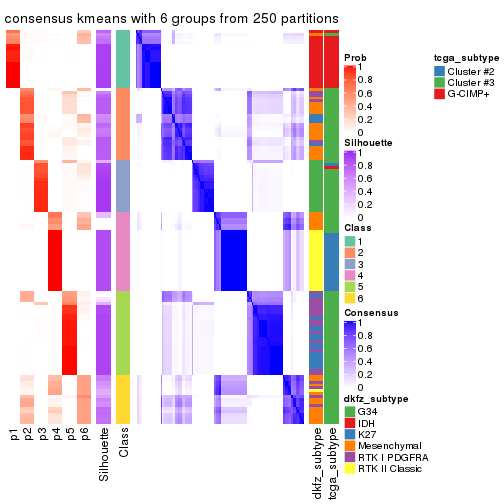 consensus kmeans with 6 groups from 250 partitions
Prob
1
0.8
0.6
0.4
0.2
0
Silhouette
1
0.8
0.6
0.4
0.2
0
Class
1
2
3
4
5
6
Consensus
1
0.8
0.6
0.4
0.2
0
dkfz_subtype
G34
IDH
K27
Mesenchymal
RTK I PDGFRA
RTK II Classic
tcga_subtype
Cluster #2
Cluster #3
G-CIMP+
p1
p2
p3
p4
p5
p6
Silhouette
Class
dkfz_subtype
tcga_subtype